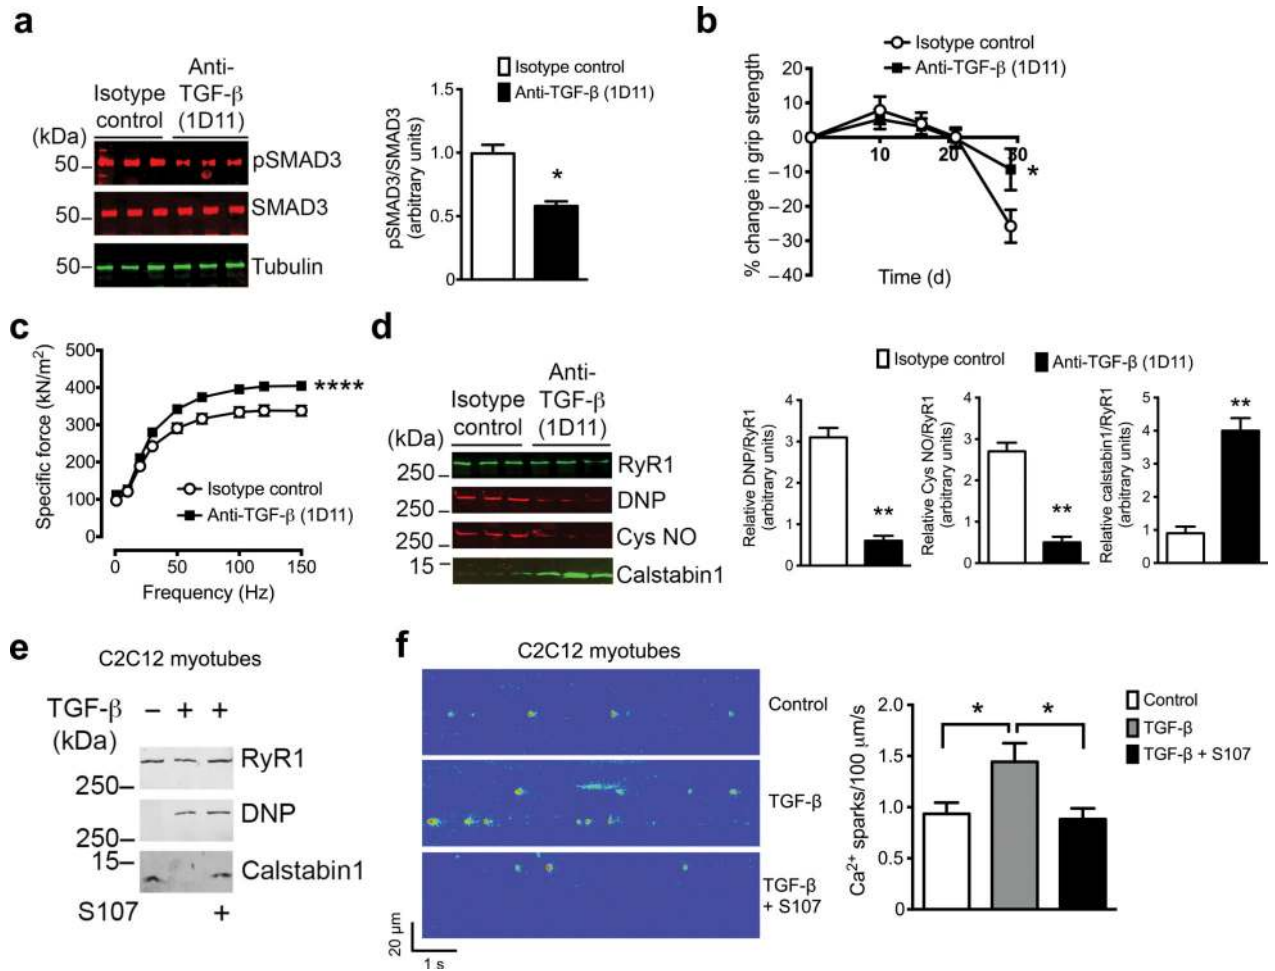 a
Isotype
control
Anti-
TGF-β
(1D11)
(kDa)
50
pSMAD3
50
SMAD3
50
Tubulin
Isotype control
Anti-TGF-β (1D11)
pSMAD3/SMAD3
(arbitrary units)
1.5
1.0
0.5
0
*
b
Isotype control
Anti-TGF-β (1D11)
% change in grip strength
20
10
0
–10
–20
–30
–40
10
20
30
*
Time (d)
c
Specific force (kN/m²)
500
400
300
200
100
0
****
Isotype control
Anti-TGF-β (1D11)
0
50
100
150
Frequency (Hz)
d
Isotype
control
Anti-
TGF-β
(1D11)
(kDa)
250
RyR1
DNP
250
250
Cys NO
15
Calstabin1
Isotype control
Anti-TGF-β (1D11)
Relative DNP/RyR1
(arbitrary units)
4
3
2
1
0
**
Relative Cys NO/RyR1
(arbitrary units)
4
3
2
1
0
**
Relative calstabin1/RyR1
(arbitrary units)
5
4
3
2
1
0
**
e
C2C12 myotubes
TGF-β – + +
(kDa)
RyR1
250
DNP
250
15
Calstabin1
S107 +
f
C2C12 myotubes
Control
TGF-β
TGF-β
+ S107
20 µm
1 s
Ca²⁺ sparks/100 µm/s
2.0
1.5
1.0
1.5
0
* *
Control
TGF-β
TGF-β + S107